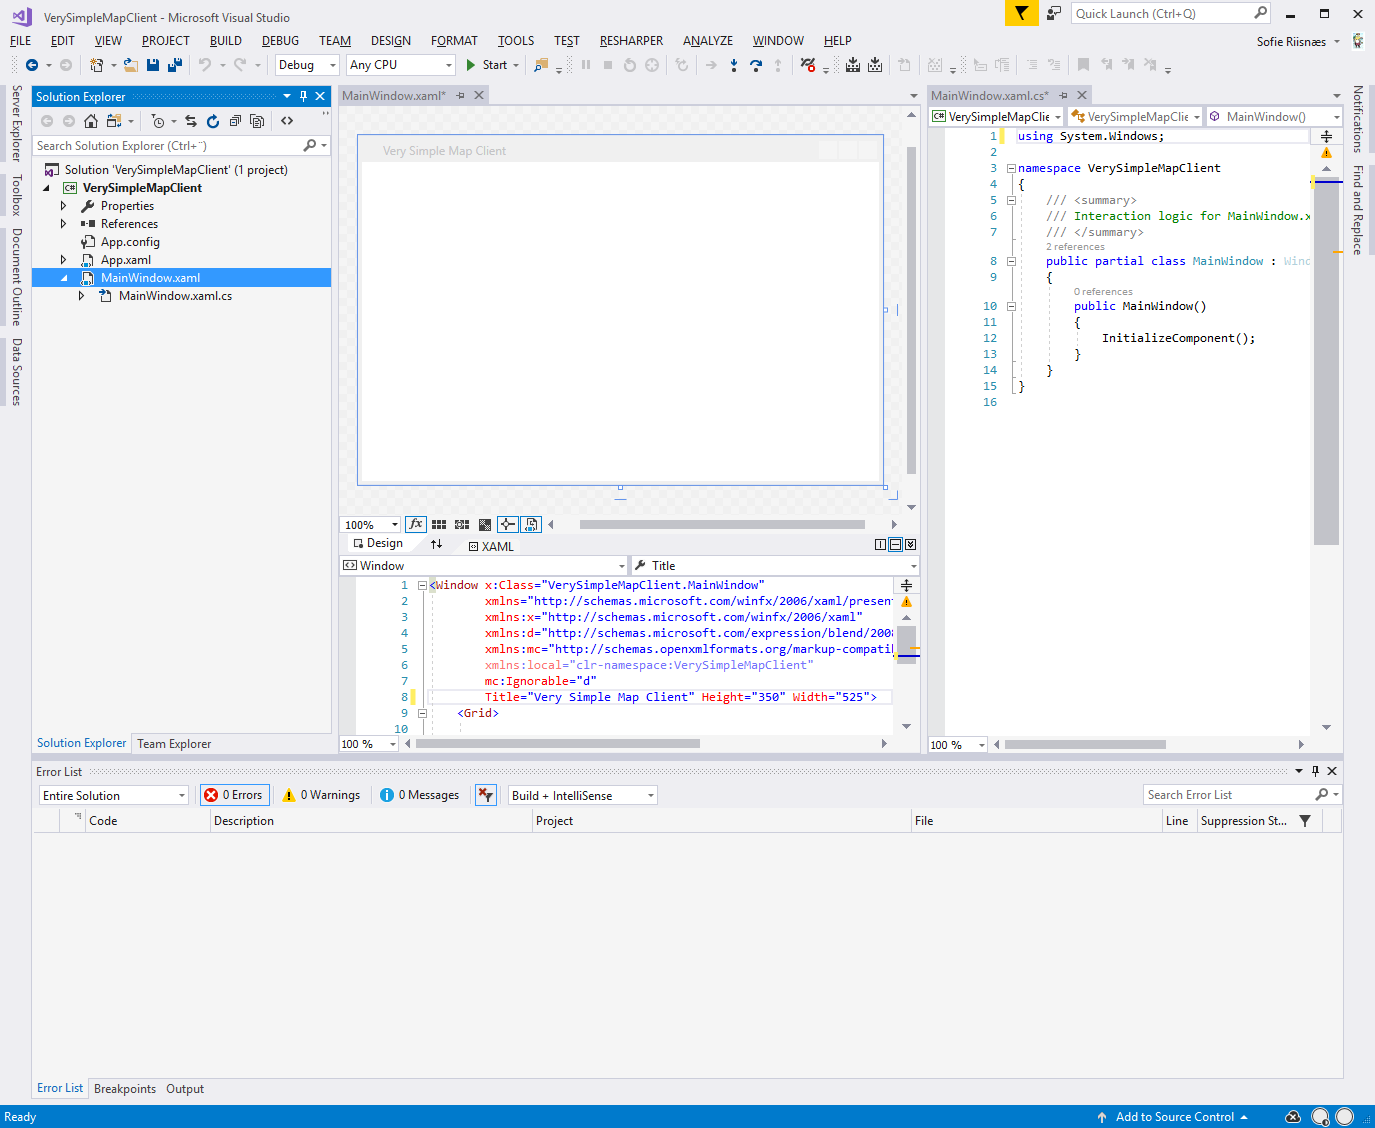 VerySimpleMapClient - Microsoft Visual Studio
Quick Launch (Ctrl+Q)
FILE EDIT VIEW PROJECT BUILD DEBUG TEAM DESIGN FORMAT TOOLS TEST RESHARPER ANALYZE WINDOW HELP
Sofie Riisnæs
Debug Any CPU Start
Server Explorer
Toolbox
Document Outline
Data Sources
Solution Explorer
Search Solution Explorer (Ctrl+¨)
Solution 'VerySimpleMapClient' (1 project)
C# VerySimpleMapClient
Properties
References
App.config
App.xaml
MainWindow.xaml
MainWindow.xaml.cs
Solution Explorer Team Explorer
MainWindow.xaml*
Very Simple Map Client
100% fx
Design XAML
Window Title
1 <Window x:Class="VerySimpleMapClient.MainWindow"
2 xmlns="http://schemas.microsoft.com/winfx/2006/xaml/present
3 xmlns:x="http://schemas.microsoft.com/winfx/2006/xaml"
4 xmlns:d="http://schemas.microsoft.com/expression/blend/2008
5 xmlns:mc="http://schemas.openxmlformats.org/markup-compatib
6 xmlns:local="clr-namespace:VerySimpleMapClient"
7 mc:Ignorable="d"
8 Title="Very Simple Map Client" Height="350" Width="525">
9 <Grid>
10
100 %
MainWindow.xaml.cs*
C# VerySimpleMapClie VerySimpleMapClie MainWindow()
1 using System.Windows;
2
3 namespace VerySimpleMapClient
4 {
5 /// <summary>
6 /// Interaction logic for MainWindow.x
7 /// </summary>
2 references
8 public partial class MainWindow : Wind
9 {
0 references
10 public MainWindow()
11 {
12 InitializeComponent();
13 }
14 }
15 }
16
100 %
Notifications
Find and Replace
Error List
Entire Solution 0 Errors 0 Warnings 0 Messages Build + IntelliSense
Search Error List
Code Description Project File Line Suppression St...
Error List Breakpoints Output
Ready
Add to Source Control